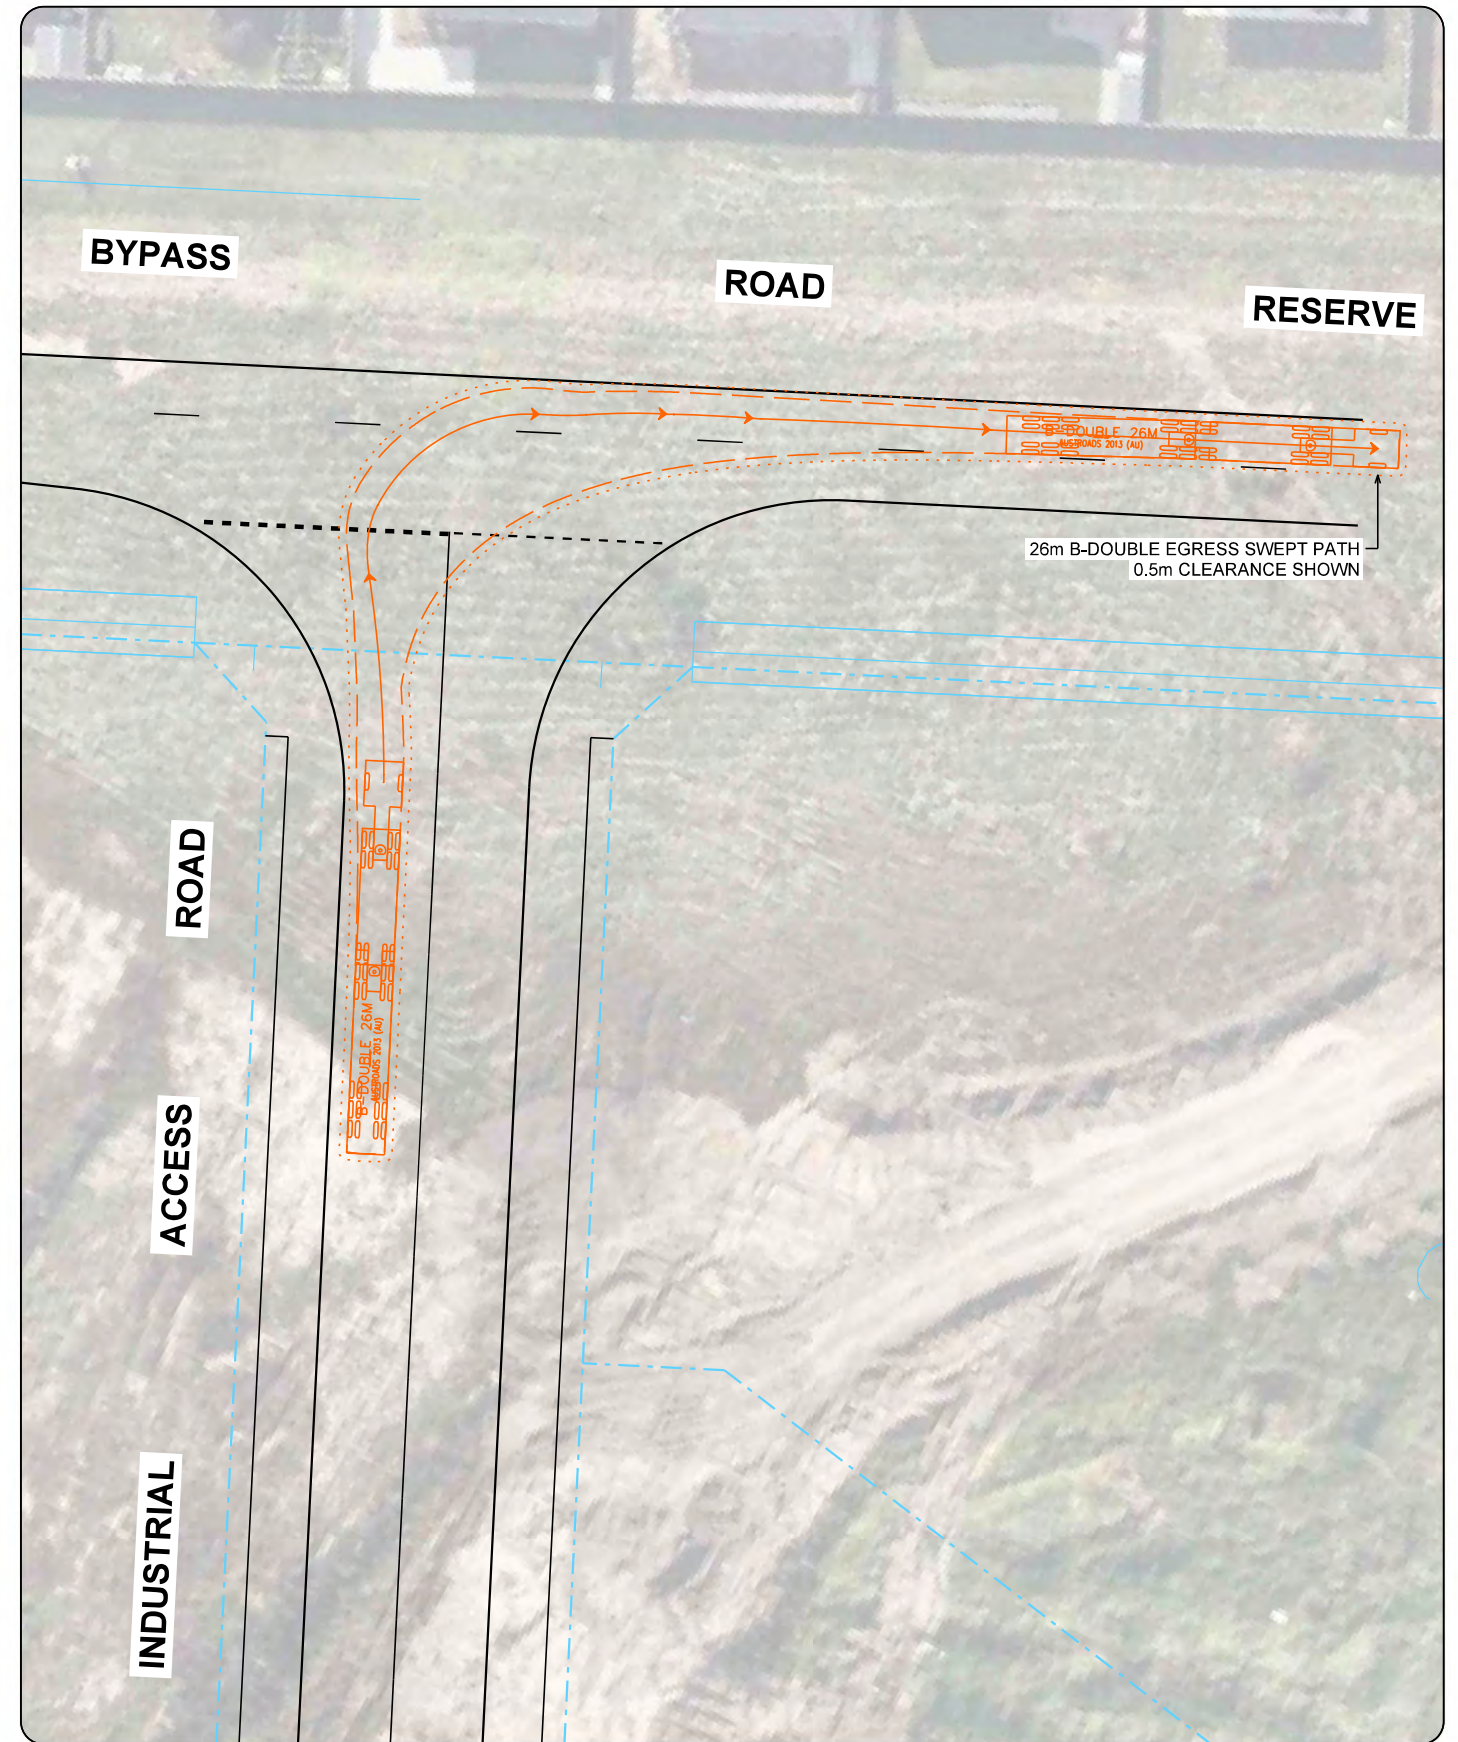 BYPASS
ROAD
RESERVE
B-DOUBLE 26M
AUSTROADS 2013 (AU)
26m B-DOUBLE EGRESS SWEPT PATH
0.5m CLEARANCE SHOWN
INDUSTRIAL
ACCESS
ROAD
B-DOUBLE 26M
AUSTROADS 2013 (AU)